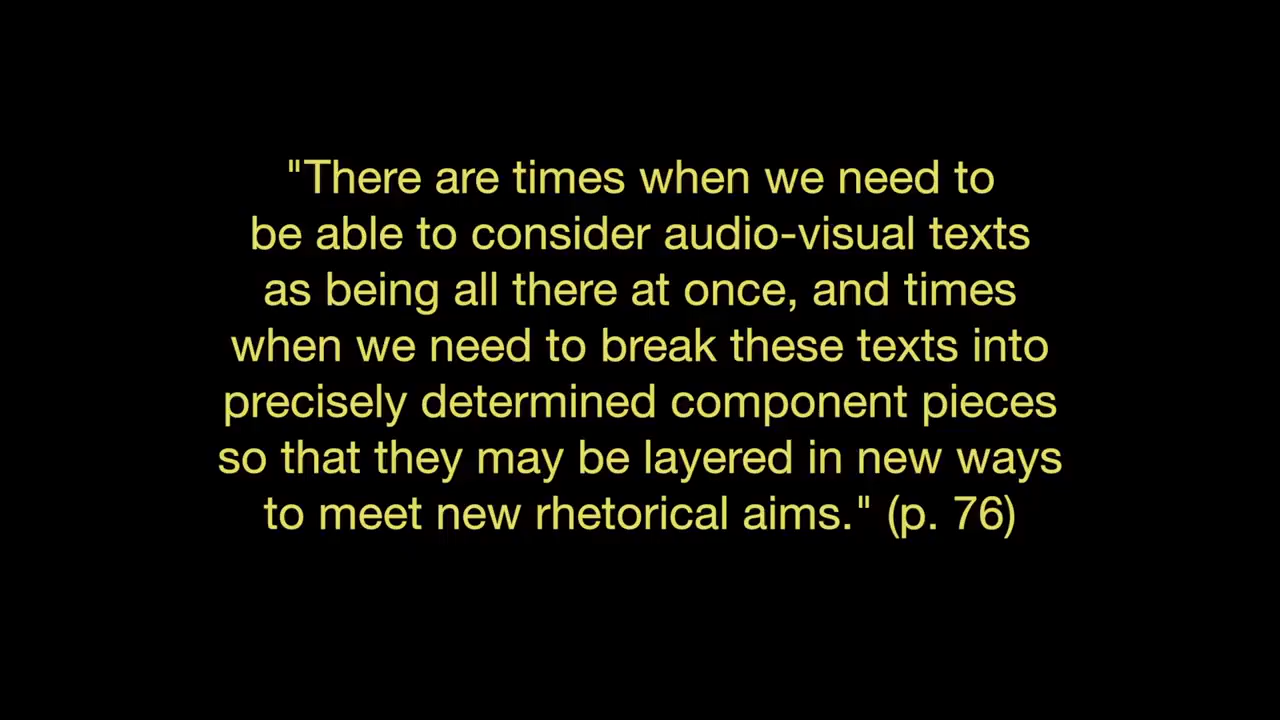 "There are times when we need to
be able to consider audio-visual texts
as being all there at once, and times
when we need to break these texts into
precisely determined component pieces
so that they may be layered in new ways
to meet new rhetorical aims." (p. 76)